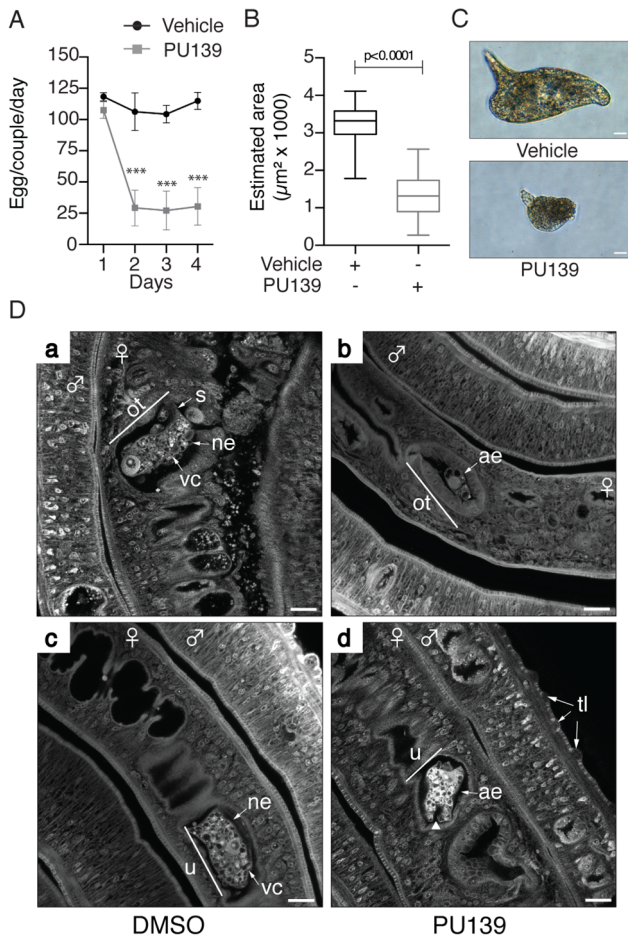 A
Vehicle
PU139
Egg/couple/day
150
125
100
75
50
25
0
***
***
***
1 2 3 4
Days
B
p<0.0001
Estimated area
(µm² x 1000)
5
4
3
2
1
0
Vehicle + -
PU139 - +
C
Vehicle
PU139
D
a
♀
♂
ot
s
ne
vc
b
♂
ae
♀
ot
c
♀ ♂
ne
u
vc
d
♀ ♂
tl
u
ae
DMSO PU139